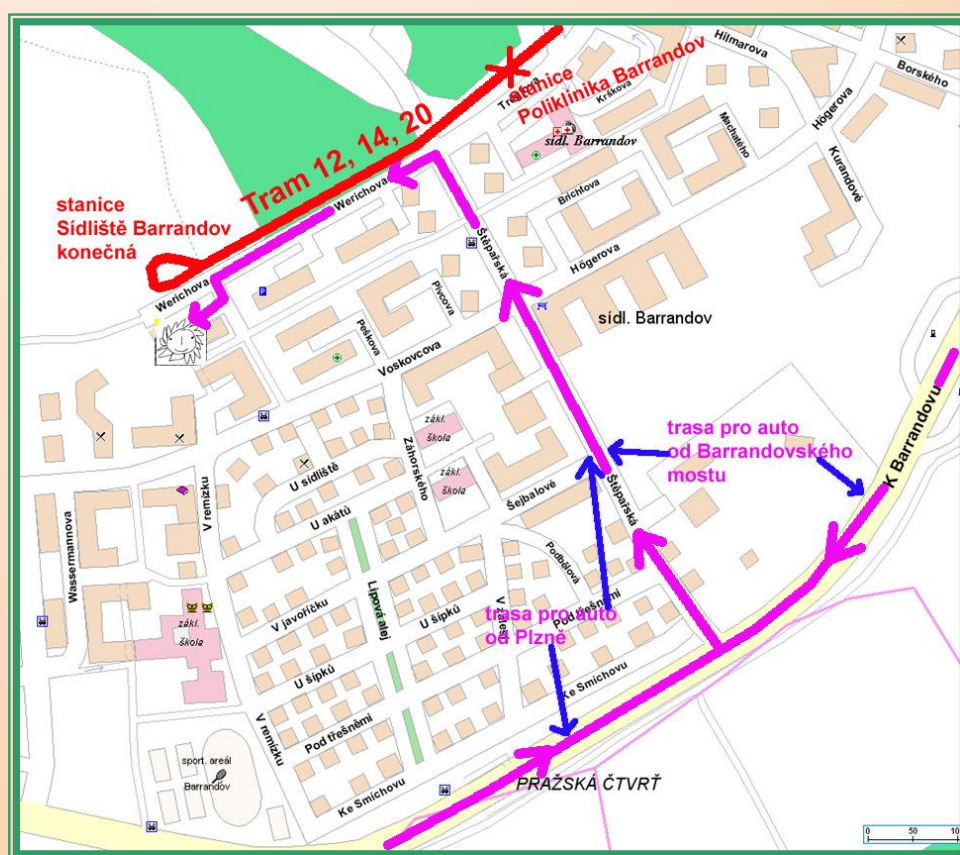 Hilmarova
Borského
Högerova
stanice
Poliklinika Barrandov
Krškova
Machatého
Kurandové
sídl. Barrandov
Tram 12, 14, 20
Werichova
Brichtova
stanice
Sídliště Barrandov
konečná
Štěpařská
Högerova
Werichova
P
Pivcova
Peškova
sídl. Barrandov
Voskovcova
zákl.
škola
trasa pro auto
od Barrandovského
mostu
K Barrandovu
Záhorského
zákl.
škola
U sídliště
Štěpařská
Šejbalové
U akátů
V remízku
Wassermannova
Podbělová
Lipová alej
V javoříčku
U šípků
trasa pro auto
od Plzně
Pod třešněmi
zákl.
škola
U šípků
Ke Smíchovu
Pod třešněmi
V remízku
sport. areál
Barrandov
Ke Smíchovu
PRAŽSKÁ ČTVRŤ
0 50